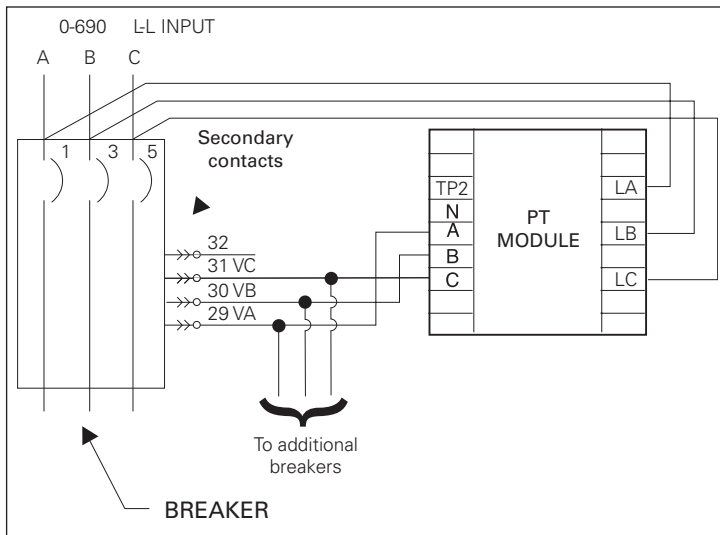 0-690 L-L INPUT
A B C
1 3 5
Secondary
contacts
32
31 VC
30 VB
29 VA
TP2
N
A
B
C
PT
MODULE
LA
LB
LC
To additional
breakers
BREAKER